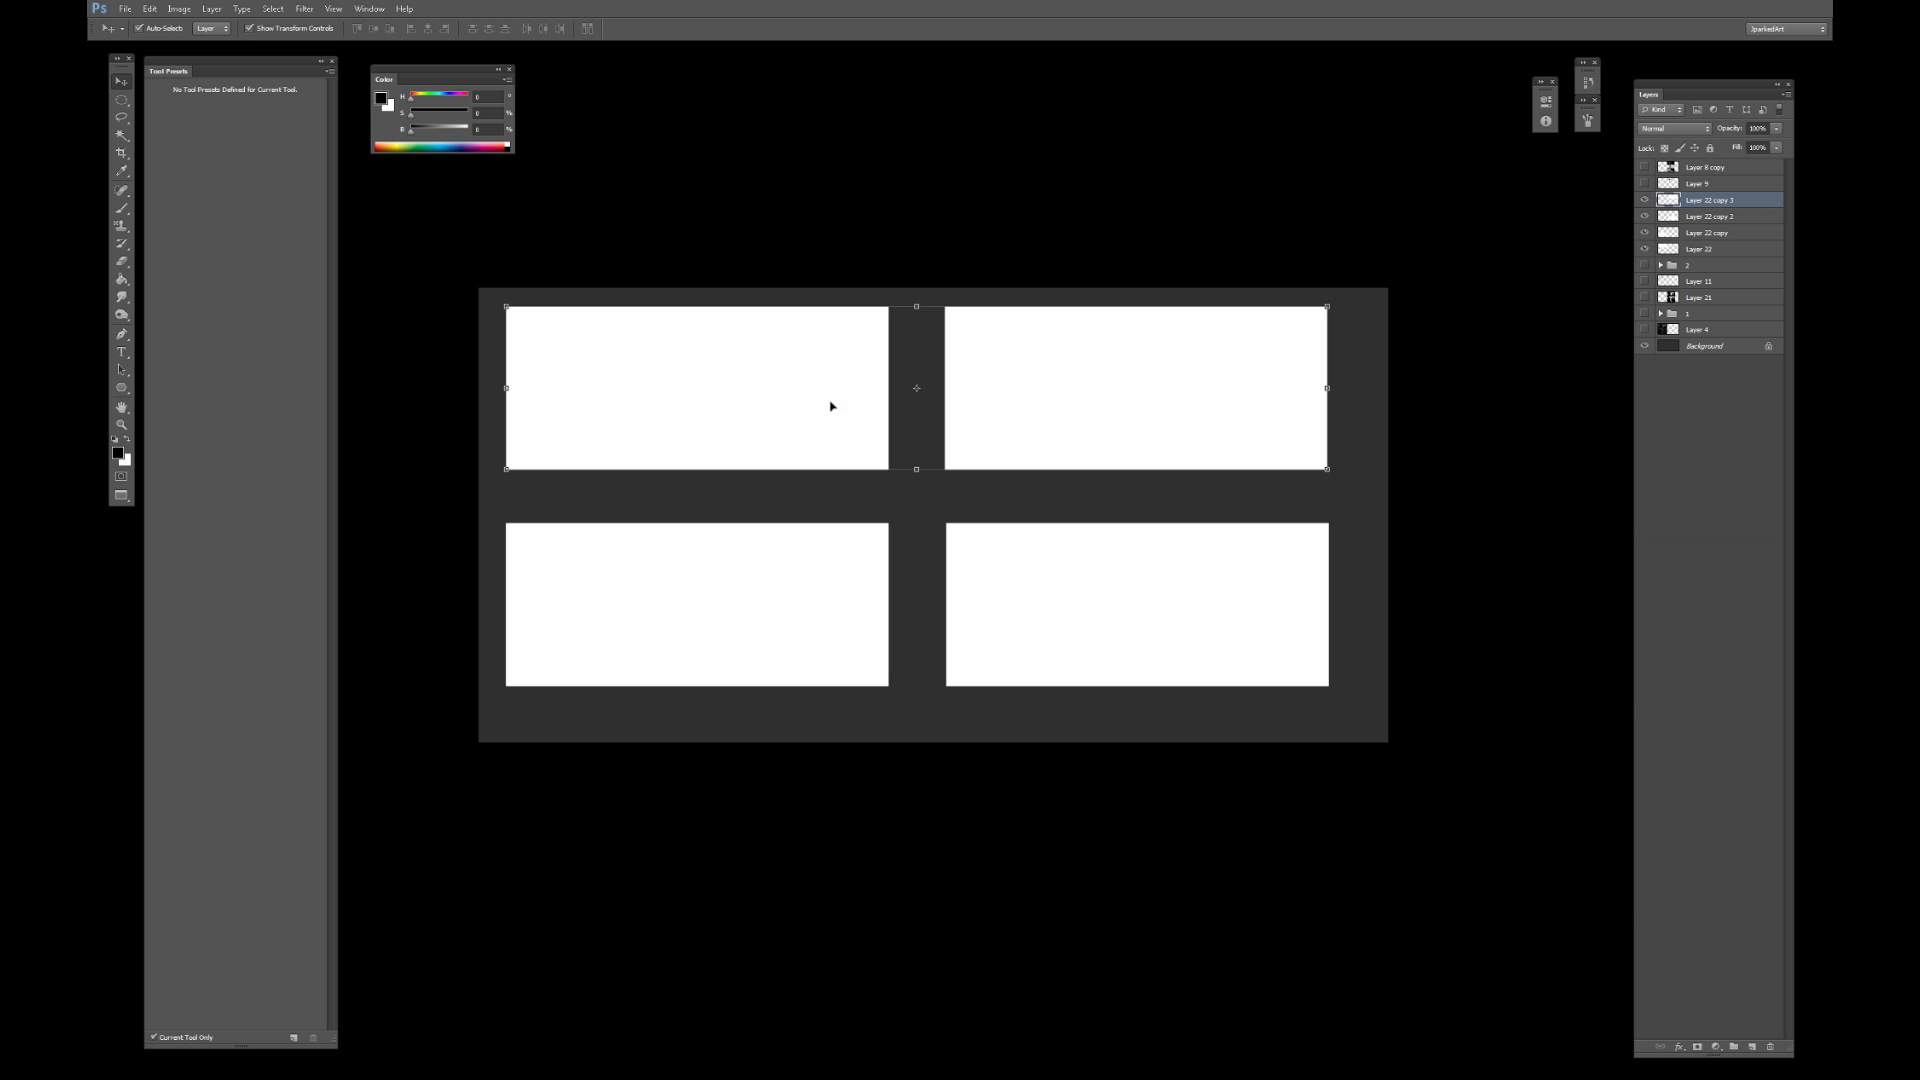 Ps File Edit Image Layer Type Select Filter View Window Help
Auto-Select: Layer Show Transform Controls JparkedArt
Tool Presets
No Tool Presets Defined for Current Tool.
Color
H 0 °
S 0 %
B 0 %
Layers
Kind
Normal Opacity: 100%
Lock: Fill: 100%
Layer 8 copy
Layer 9
Layer 22 copy 3
Layer 22 copy 2
Layer 22 copy
Layer 22
2
Layer 11
Layer 21
1
Layer 4
Background
Current Tool Only
fx